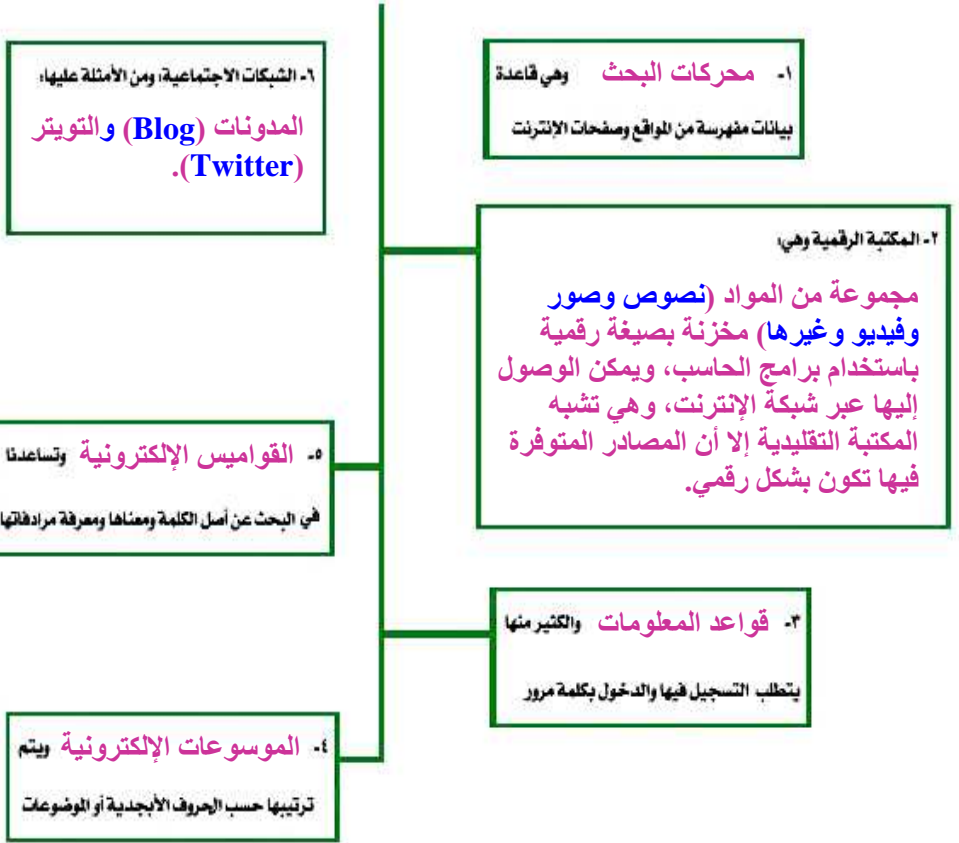 ١- محركات البحث وهي قاعدة
بيانات مفهرسة من المواقع وصفحات الإنترنت
٢- المكتبة الرقمية وهي:
مجموعة من المواد (نصوص وصور
وفيديو وغيرها) مخزنة بصيغة رقمية
باستخدام برامج الحاسب، ويمكن الوصول
إليها عبر شبكة الإنترنت، وهي تشبه
المكتبة التقليدية إلا أن المصادر المتوفرة
فيها تكون بشكل رقمي.
٣- قواعد المعلومات والكثير منها
يتطلب التسجيل فيها والدخول بكلمة مرور
٤- الموسوعات الإلكترونية ويتم
ترتيبها حسب الحروف الأبجدية أو الموضوعات
٥- القواميس الإلكترونية وتساعدنا
في البحث عن أصل الكلمة ومعناها ومعرفة مرادفاتها
٦- الشبكات الاجتماعية، ومن الأمثلة عليها:
المدونات (Blog) والتويتر
(Twitter).